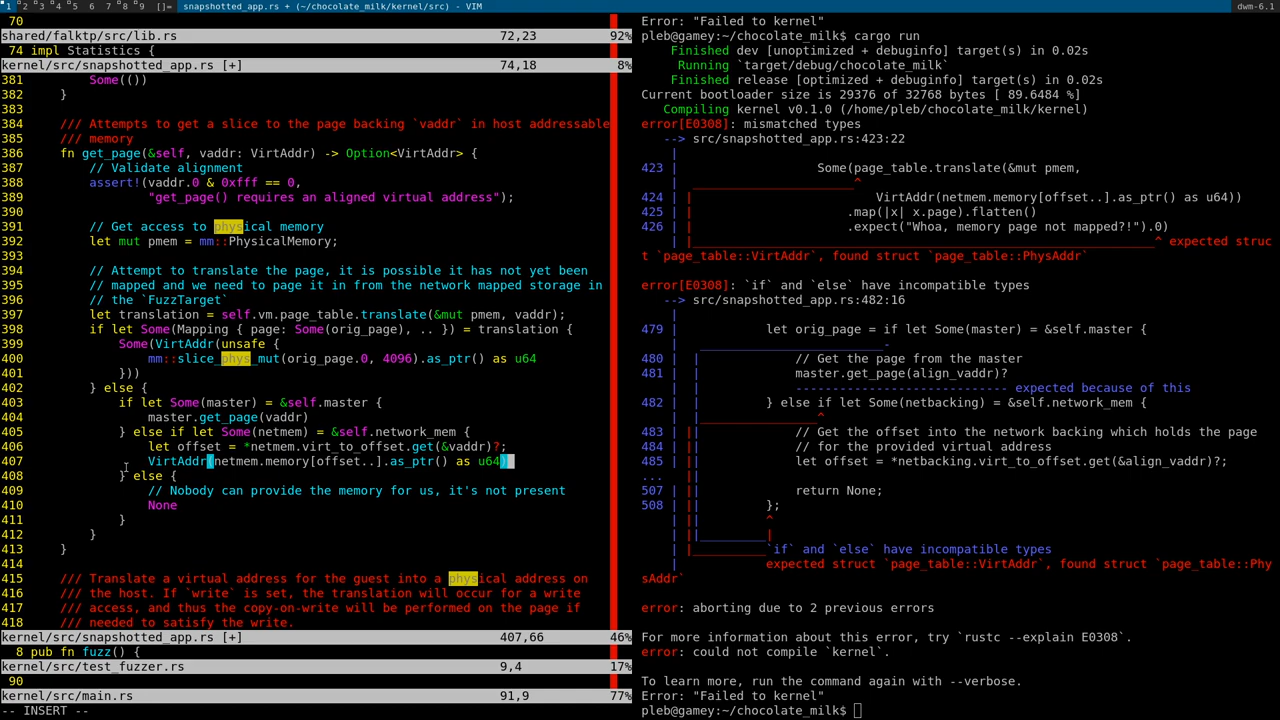 1 2 3 4 5 6 7 8 9 []= snapshotted_app.rs + (~/chocolate_milk/kernel/src) - VIM dwm-6.1
70
shared/falktp/src/lib.rs 72,23 92%
74 impl Statistics {
kernel/src/snapshotted_app.rs [+] 74,18 8%
381         Some(())
382     }
383
384     /// Attempts to get a slice to the page backing `vaddr` in host addressable
385     /// memory
386     fn get_page(&self, vaddr: VirtAddr) -> Option<VirtAddr> {
387         // Validate alignment
388         assert!(vaddr.0 & 0xfff == 0,
389                 "get_page() requires an aligned virtual address");
390
391         // Get access to physical memory
392         let mut pmem = mm::PhysicalMemory;
393
394         // Attempt to translate the page, it is possible it has not yet been
395         // mapped and we need to page it in from the network mapped storage in
396         // the `FuzzTarget`
397         let translation = self.vm.page_table.translate(&mut pmem, vaddr);
398         if let Some(Mapping { page: Some(orig_page), .. }) = translation {
399             Some(VirtAddr(unsafe {
400                 mm::slice_phys_mut(orig_page.0, 4096).as_ptr() as u64
401             }))
402         } else {
403             if let Some(master) = &self.master {
404                 master.get_page(vaddr)
405             } else if let Some(netmem) = &self.network_mem {
406                 let offset = *netmem.virt_to_offset.get(&vaddr)?;
407                 VirtAddr(netmem.memory[offset..].as_ptr() as u64)
408             } else {
409                 // Nobody can provide the memory for us, it's not present
410                 None
411             }
412         }
413     }
414
415     /// Translate a virtual address for the guest into a physical address on
416     /// the host. If `write` is set, the translation will occur for a write
417     /// access, and thus the copy-on-write will be performed on the page if
418     /// needed to satisfy the write.
kernel/src/snapshotted_app.rs [+] 407,66 46%
8 pub fn fuzz() {
kernel/src/test_fuzzer.rs 9,4 17%
90
kernel/src/main.rs 91,9 77%
-- INSERT --
Error: "Failed to kernel"
pleb@gamey:~/chocolate_milk$ cargo run
    Finished dev [unoptimized + debuginfo] target(s) in 0.02s
     Running `target/debug/chocolate_milk`
    Finished release [optimized + debuginfo] target(s) in 0.02s
Current bootloader size is 29376 of 32768 bytes [ 89.6484 %]
   Compiling kernel v0.1.0 (/home/pleb/chocolate_milk/kernel)
error[E0308]: mismatched types
   --> src/snapshotted_app.rs:423:22
    |
423 |                   Some(page_table.translate(&mut pmem,
    |  ______________________^
424 | |                         VirtAddr(netmem.memory[offset..].as_ptr() as u64))
425 | |                     .map(|x| x.page).flatten()
426 | |                     .expect("Whoa, memory page not mapped?!").0)
    | |_______________________________________________________________^ expected struc
t `page_table::VirtAddr`, found struct `page_table::PhysAddr`

error[E0308]: `if` and `else` have incompatible types
   --> src/snapshotted_app.rs:482:16
    |
479 |            let orig_page = if let Some(master) = &self.master {
    |   _________________________-
480 |  |             // Get the page from the master
481 |  |             master.get_page(align_vaddr)?
    |  |             ----------------------------- expected because of this
482 |  |         } else if let Some(netbacking) = &self.network_mem {
    |  |________________^
483 | ||             // Get the offset into the network backing which holds the page
484 | ||             // for the provided virtual address
485 | ||             let offset = *netbacking.virt_to_offset.get(&align_vaddr)?;
... | ||
507 | ||             return None;
508 | ||         };
    | ||         ^
    | ||_________|
    | |__________`if` and `else` have incompatible types
    |            expected struct `page_table::VirtAddr`, found struct `page_table::Phy
sAddr`

error: aborting due to 2 previous errors

For more information about this error, try `rustc --explain E0308`.
error: could not compile `kernel`.

To learn more, run the command again with --verbose.
Error: "Failed to kernel"
pleb@gamey:~/chocolate_milk$